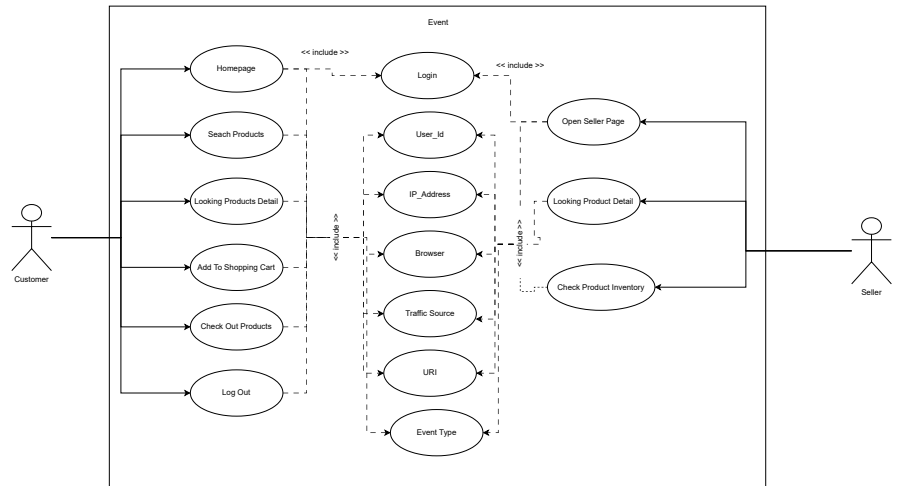 Event
<< include >>
Homepage
Login
<< include >>
Seach Products
User_Id
Open Seller Page
Looking Products Detail
IP_Address
Looking Product Detail
<< include >>
<< include >>
Add To Shopping Cart
Browser
Check Product Inventory
Customer
Seller
Check Out Products
Traffic Source
Log Out
URI
Event Type